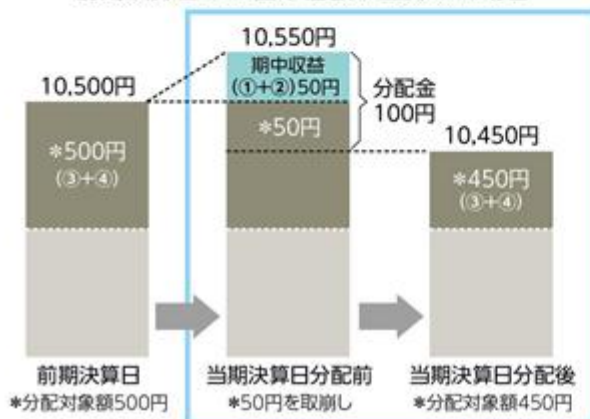 10,550円
期中収益
(①+②)50円
分配金
100円
10,500円
*50円
10,450円
*500円
(③+④)
*450円
(③+④)
前期決算日
当期決算日分配前
当期決算日分配後
*分配対象額500円
*50円を取崩し
*分配対象額450円